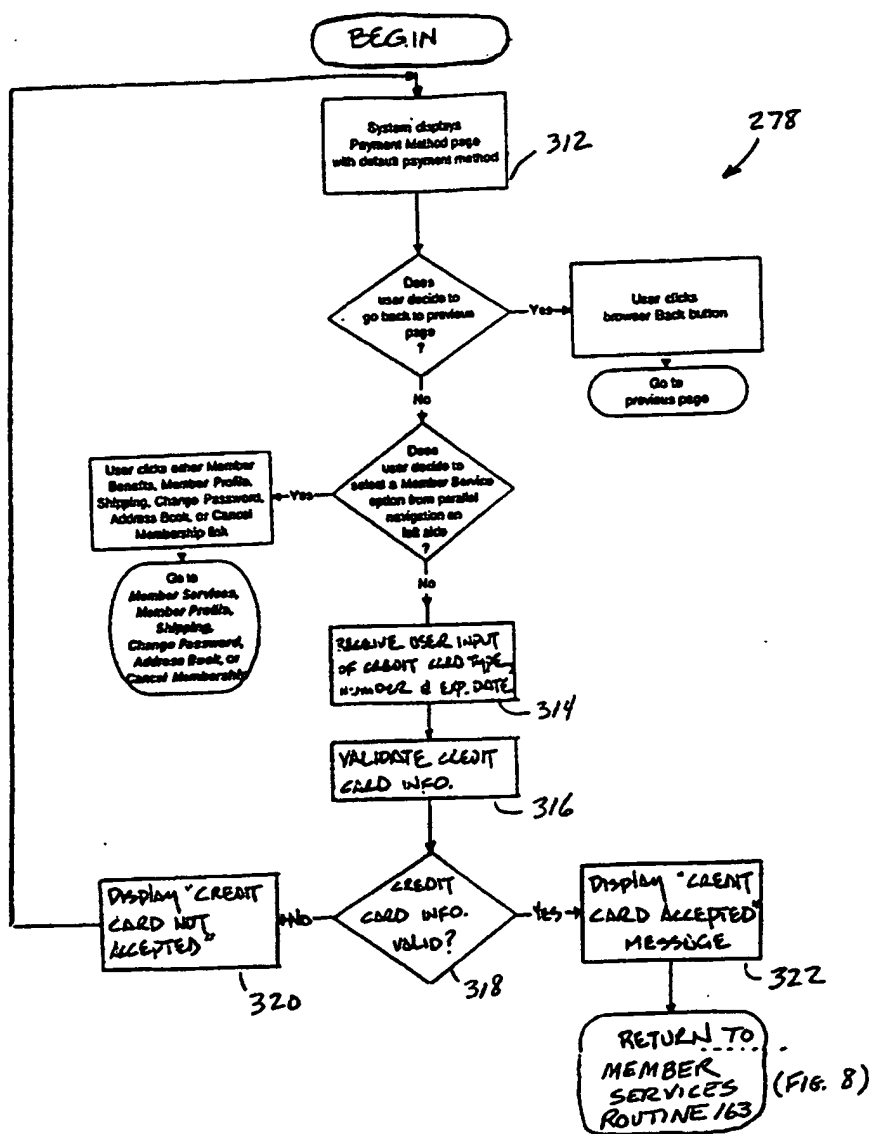 BEGIN
System displays
Payment Method page
with default payment method
312
278
Does
user decide to
go back to previous
page
?
Yes
User clicks
browser Back button
Go to
previous page
No
Does
user decide to
select a Member Service
option from parallel
navigation on
left side
?
Yes
User clicks either Member
Benefits, Member Profile,
Shipping, Change Password,
Address Book, or Cancel
Membership link
Go to
Member Services,
Member Profile,
Shipping,
Change Password,
Address Book, or
Cancel Membership
No
RECEIVE USER INPUT
OF CREDIT CARD TYPE,
NUMBER & EXP. DATE
314
VALIDATE CREDIT
CARD INFO.
316
CREDIT
CARD INFO.
VALID?
318
No
DISPLAY "CREDIT
CARD NOT
ACCEPTED"
320
YES
DISPLAY "CREDIT
CARD ACCEPTED"
MESSAGE
322
RETURN TO
MEMBER
SERVICES
ROUTINE 163
(FIG. 8)